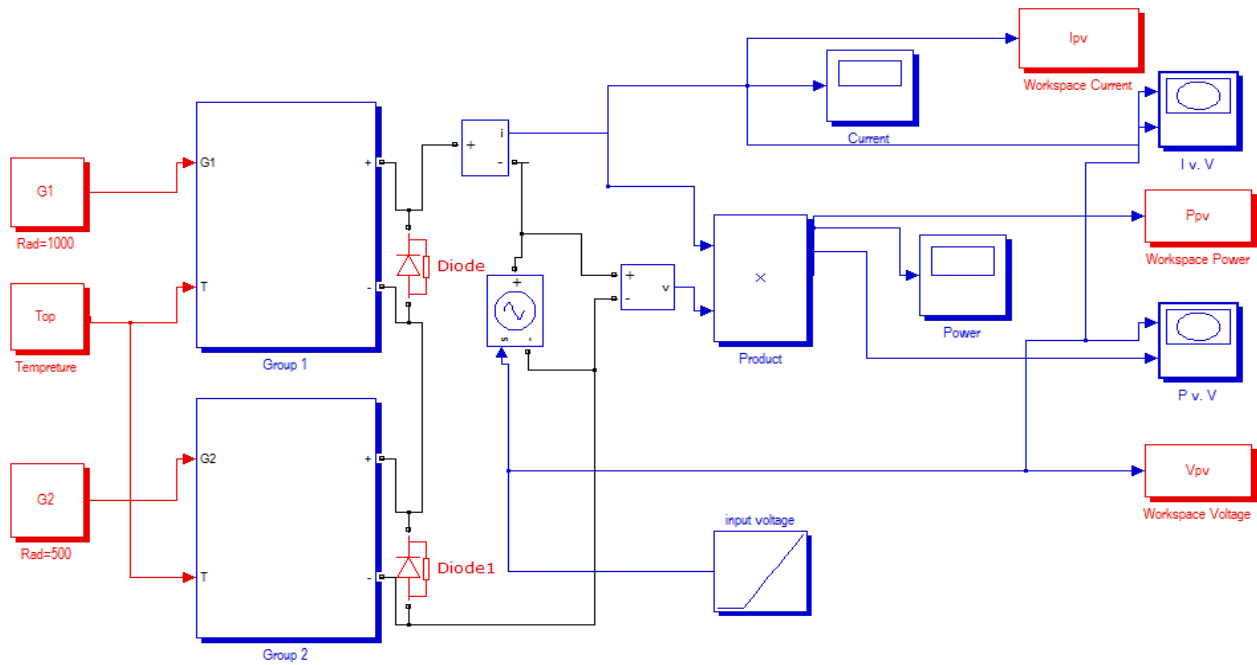 Ipv
Workspace Current
Current
I v. V
G1
Rad=1000
G1
T
+
-
Group 1
+
i
-
Diode
Top
Tempreture
+
s
-
+
-
v
×
Product
Ppv
Workspace Power
Power
P v. V
G2
Rad=500
G2
T
+
-
Group 2
Diode1
input voltage
Vpv
Workspace Voltage